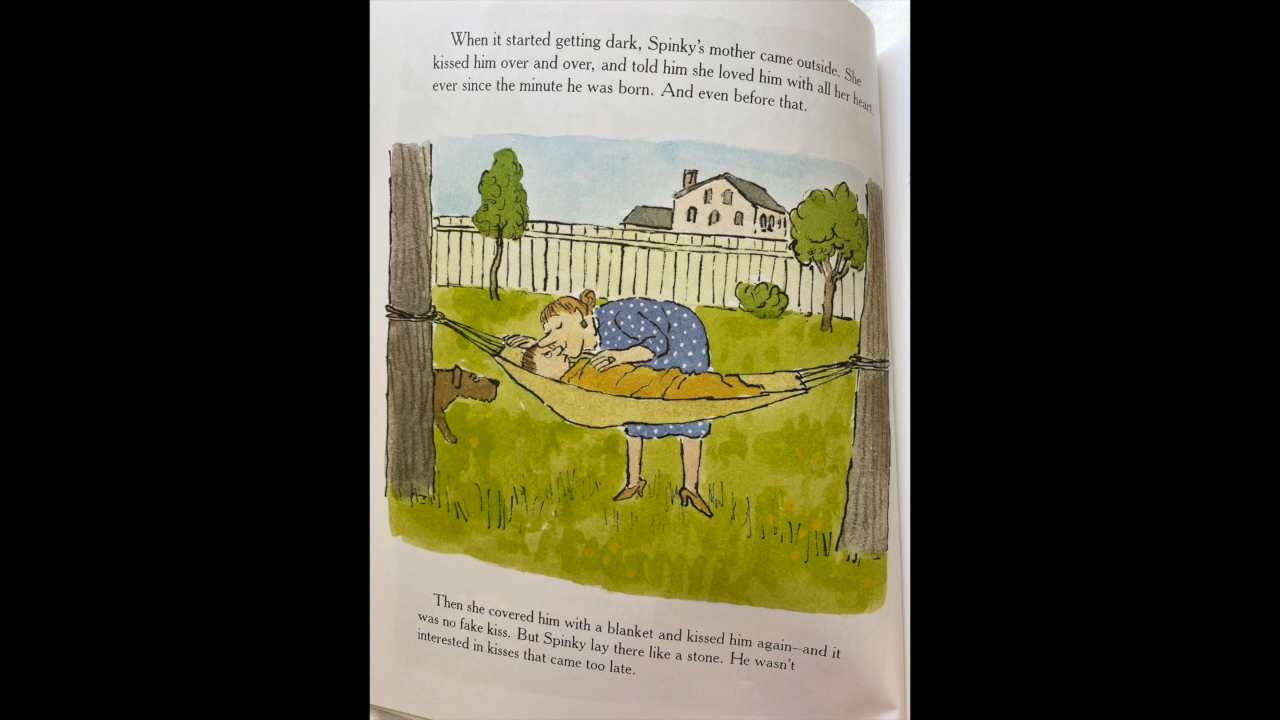 When it started getting dark, Spinky's mother came outside. She
kissed him over and over, and told him she loved him with all her heart,
ever since the minute he was born. And even before that.
Then she covered him with a blanket and kissed him again—and it
was no fake kiss. But Spinky lay there like a stone. He wasn't
interested in kisses that came too late.